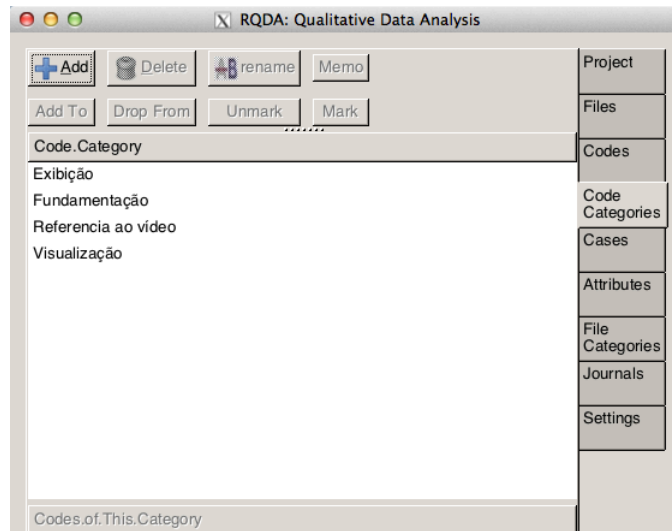 RQDA: Qualitative Data Analysis
Add
Delete
rename
Memo
Add To
Drop From
Unmark
Mark
Code.Category
Exibição
Fundamentação
Referencia ao vídeo
Visualização
Codes.of.This.Category
Project
Files
Codes
Code
Categories
Cases
Attributes
File
Categories
Journals
Settings